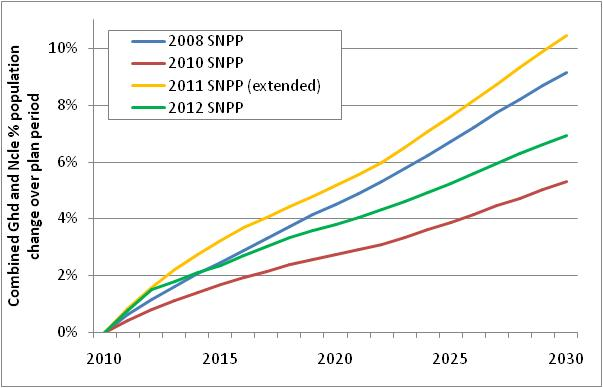 Combined Ghd and Ncle % population
change over plan period
10%
8%
6%
4%
2%
0%
2008 SNPP
2010 SNPP
2011 SNPP (extended)
2012 SNPP
2010 2015 2020 2025 2030